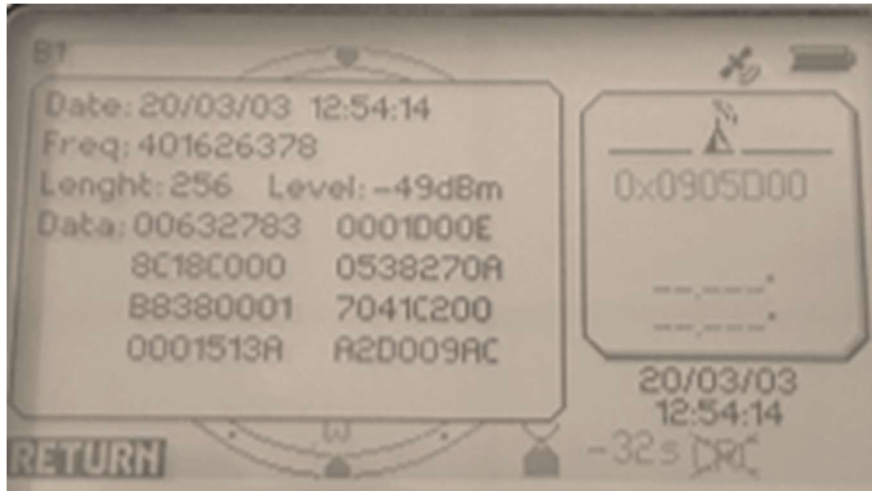 B1
Date: 20/03/03 12:54:14
Freq: 401626378
Lenght: 256 Level: -49dBm
Data: 00632783 0001D00E
8C18C000 0538270A
B8380001 7041C200
0001513A A2D009AC
0x0905D00
--.---°
--.---°
20/03/03
12:54:14
-32s
RETURN